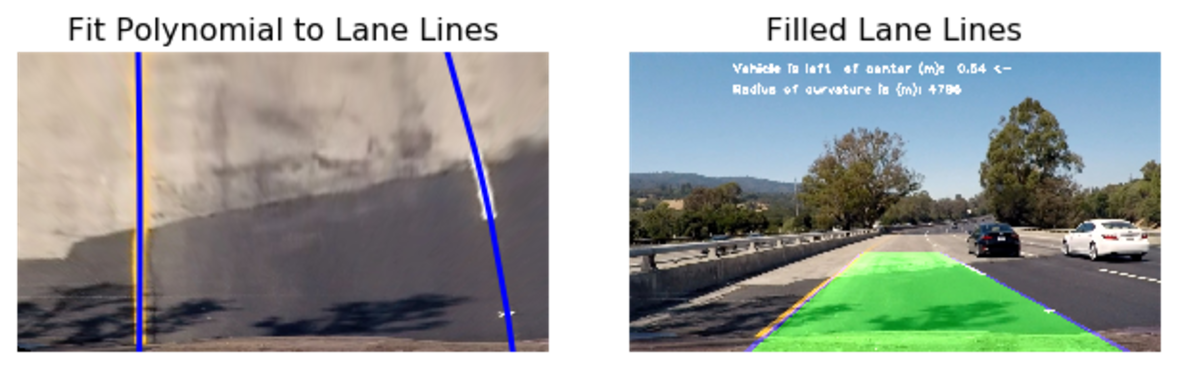 Fit Polynomial to Lane Lines
Filled Lane Lines
Vehicle is left of center (m): 0.54 <--
Radius of curvature is (m): 4786